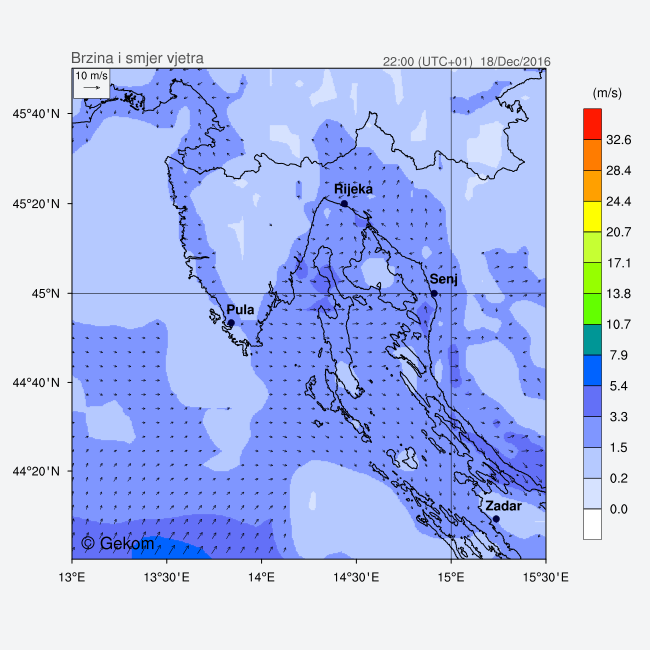 Brzina i smjer vjetra
22:00 (UTC+01) 18/Dec/2016
10 m/s
(m/s)
45°40'N
45°20'N
45°N
44°40'N
44°20'N
Rijeka
Senj
Pula
Zadar
© Gekom
32.6
28.4
24.4
20.7
17.1
13.8
10.7
7.9
5.4
3.3
1.5
0.2
0.0
13°E 13°30'E 14°E 14°30'E 15°E 15°30'E